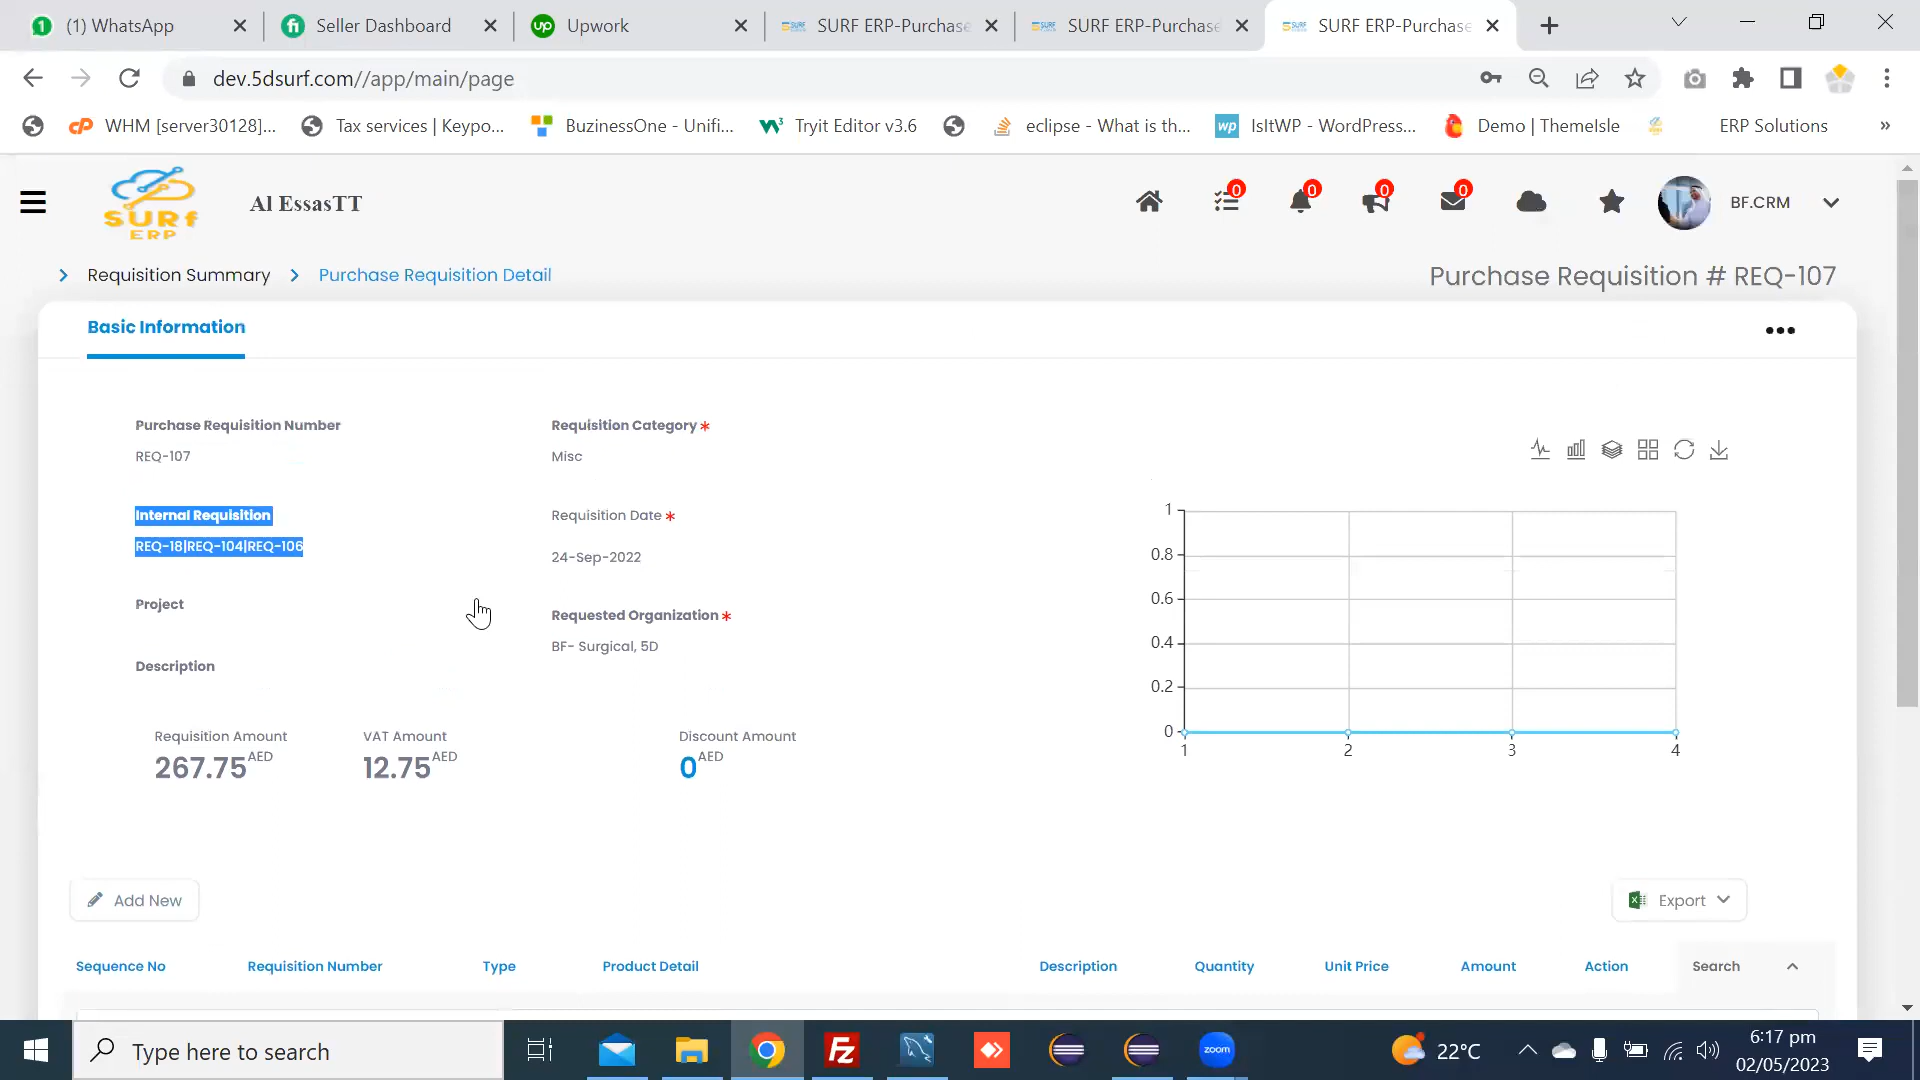 (1) WhatsApp
Seller Dashboard
Upwork
SURF ERP-Purchase
SURF ERP-Purchase
SURF ERP-Purchase
dev.5dsurf.com//app/main/page
WHM [server30128]...
Tax services | Keypo...
BuzinessOne - Unifi...
Tryit Editor v3.6
eclipse - What is th...
IsItWP - WordPress...
Demo | ThemeIsle
ERP Solutions
»
SURF
ERP
Al EssasTT
0
0
0
0
BF.CRM
Requisition Summary
Purchase Requisition Detail
Purchase Requisition # REQ-107
Basic Information
Purchase Requisition Number
REQ-107
Requisition Category *
Misc
Internal Requisition
REQ-18|REQ-104|REQ-106
Requisition Date *
24-Sep-2022
Project
Requested Organization *
BF- Surgical, 5D
Description
Requisition Amount
267.75 AED
VAT Amount
12.75 AED
Discount Amount
0 AED
1
0.8
0.6
0.4
0.2
0
1 2 3 4
Add New
Export
Sequence No
Requisition Number
Type
Product Detail
Description
Quantity
Unit Price
Amount
Action
Search
Type here to search
zoom
22°C
6:17 pm
02/05/2023